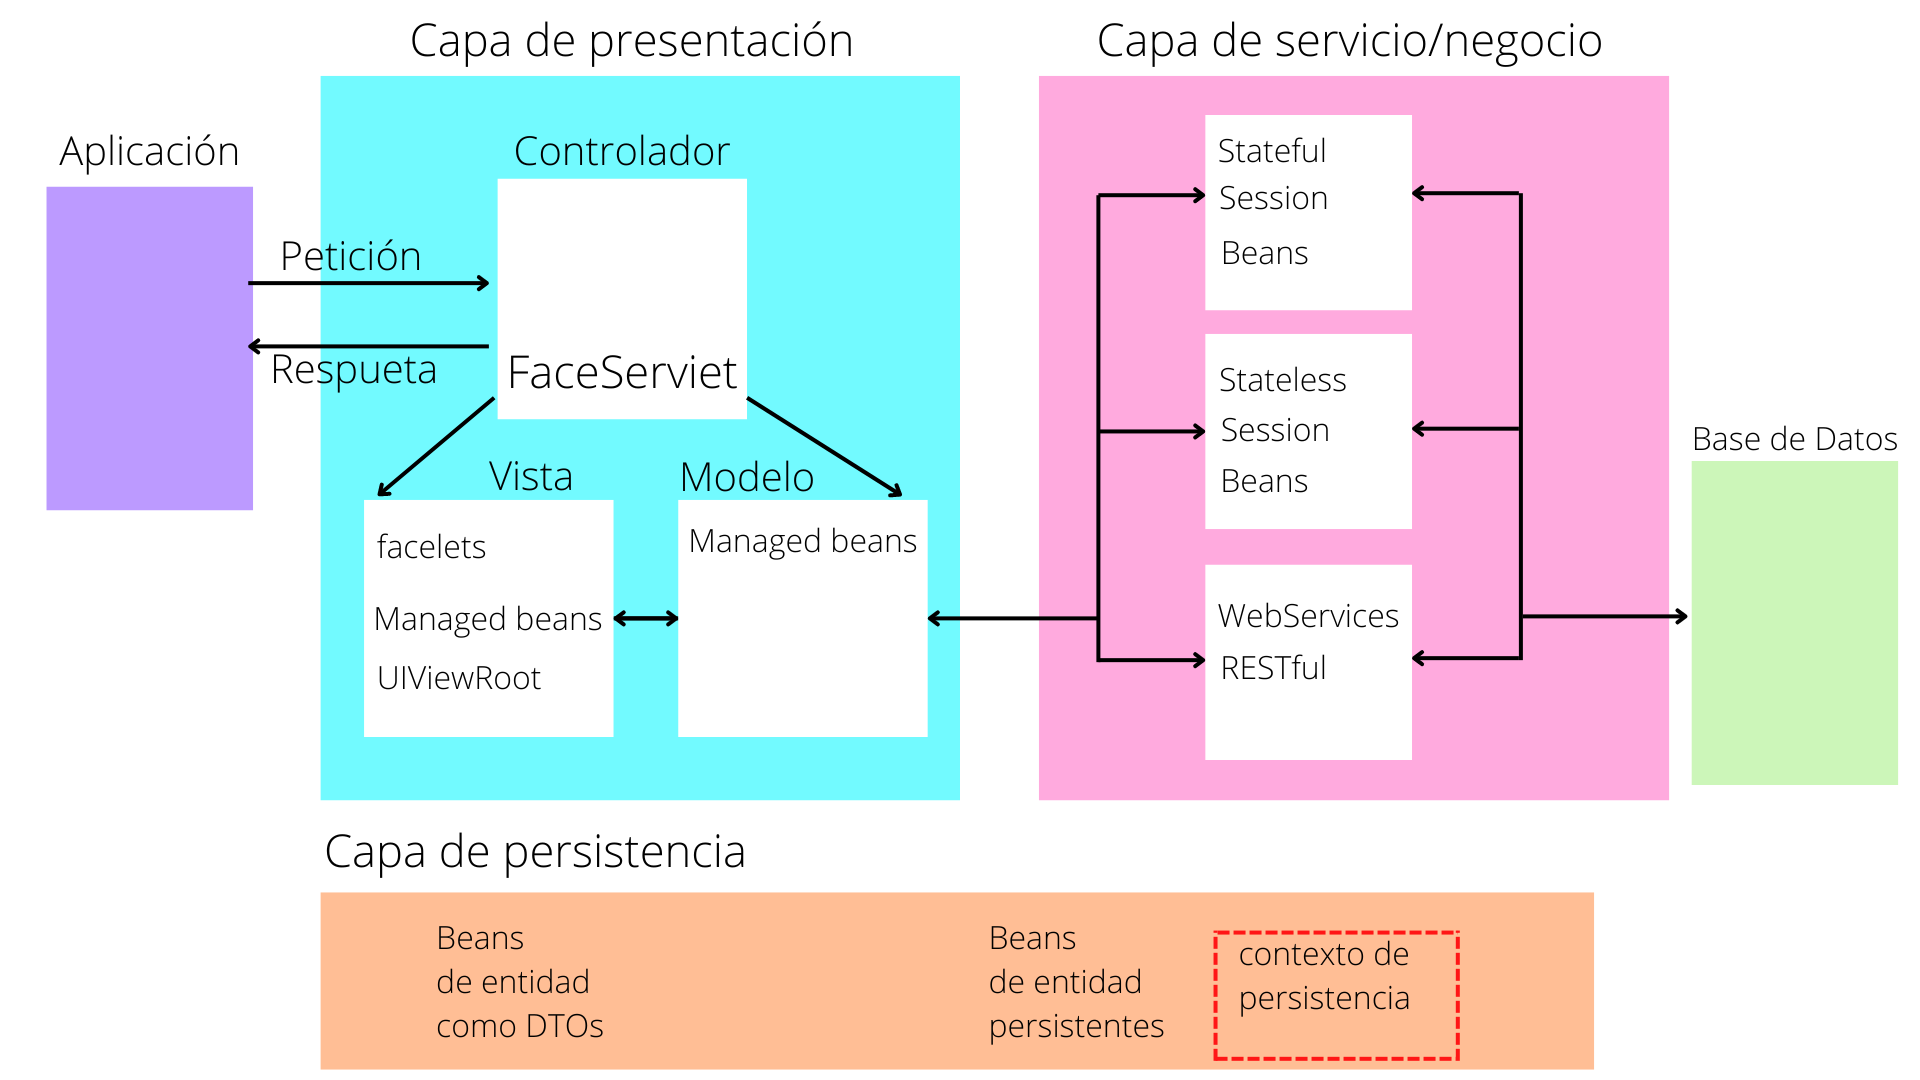 Capa de presentación
Capa de servicio/negocio
Aplicación
Controlador
Petición
Respueta
FaceServiet
Vista
Modelo
facelets
Managed beans
UIViewRoot
Managed beans
Stateful
Session
Beans
Stateless
Session
Beans
WebServices
RESTful
Base de Datos
Capa de persistencia
Beans
de entidad
como DTOs
Beans
de entidad
persistentes
contexto de
persistencia